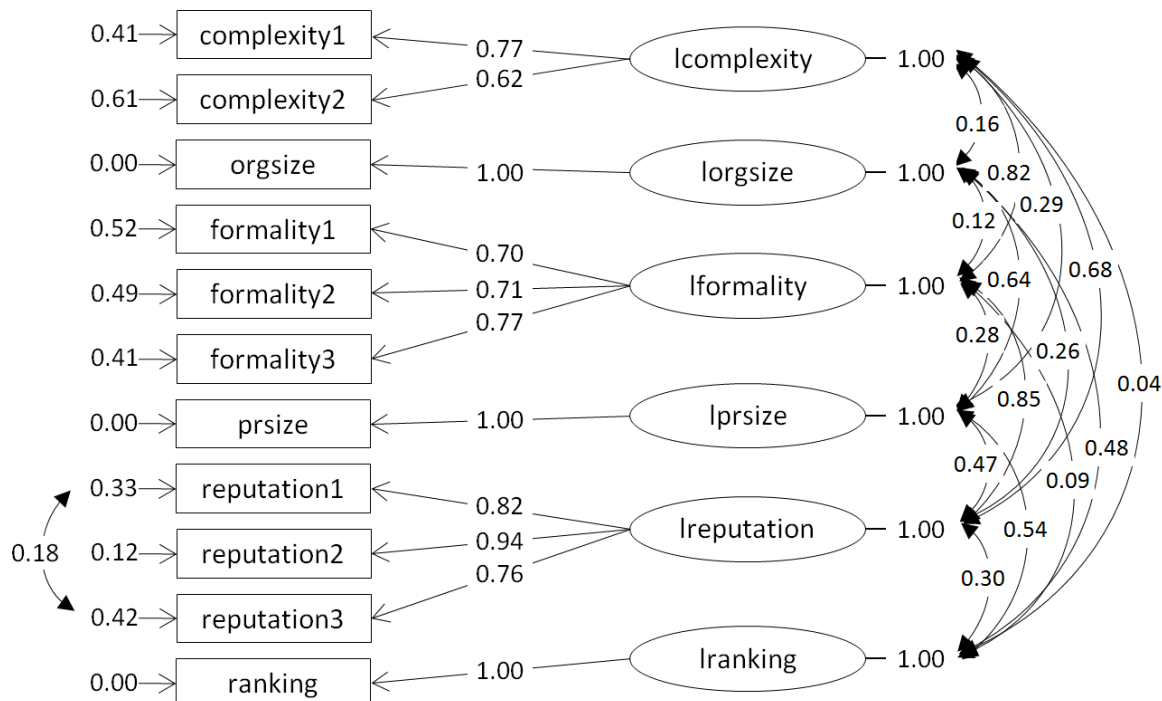 0.41 complexity1 0.77 lcomplexity 1.00
0.62
0.61 complexity2
0.16
0.00 orgsize 1.00 lorgsize 1.00 0.82
0.29
0.52 formality1 0.12
0.70
0.68
0.49 formality2 0.71 lformality 1.00 0.64
0.77
0.28
0.41 formality3 0.26
0.04
0.85
0.00 prsize 1.00 lprsize 1.00
0.48
0.47
0.09
0.33 reputation1
0.82
0.18 0.12 reputation2 0.94 lreputation 1.00 0.54
0.76
0.30
0.42 reputation3
0.00 ranking 1.00 lranking 1.00